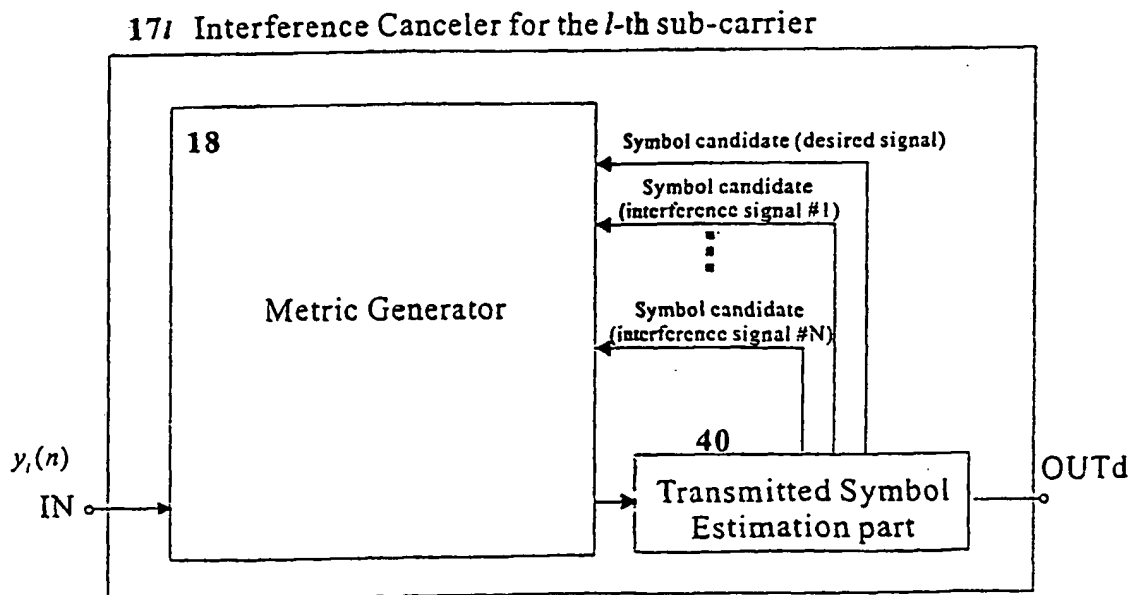 17l Interference Canceler for the l-th sub-carrier
18
Symbol candidate (desired signal)
Symbol candidate
(interference signal #1)
Metric Generator
Symbol candidate
(interference signal #N)
40
y_l(n)
IN
Transmitted Symbol
Estimation part
OUTd